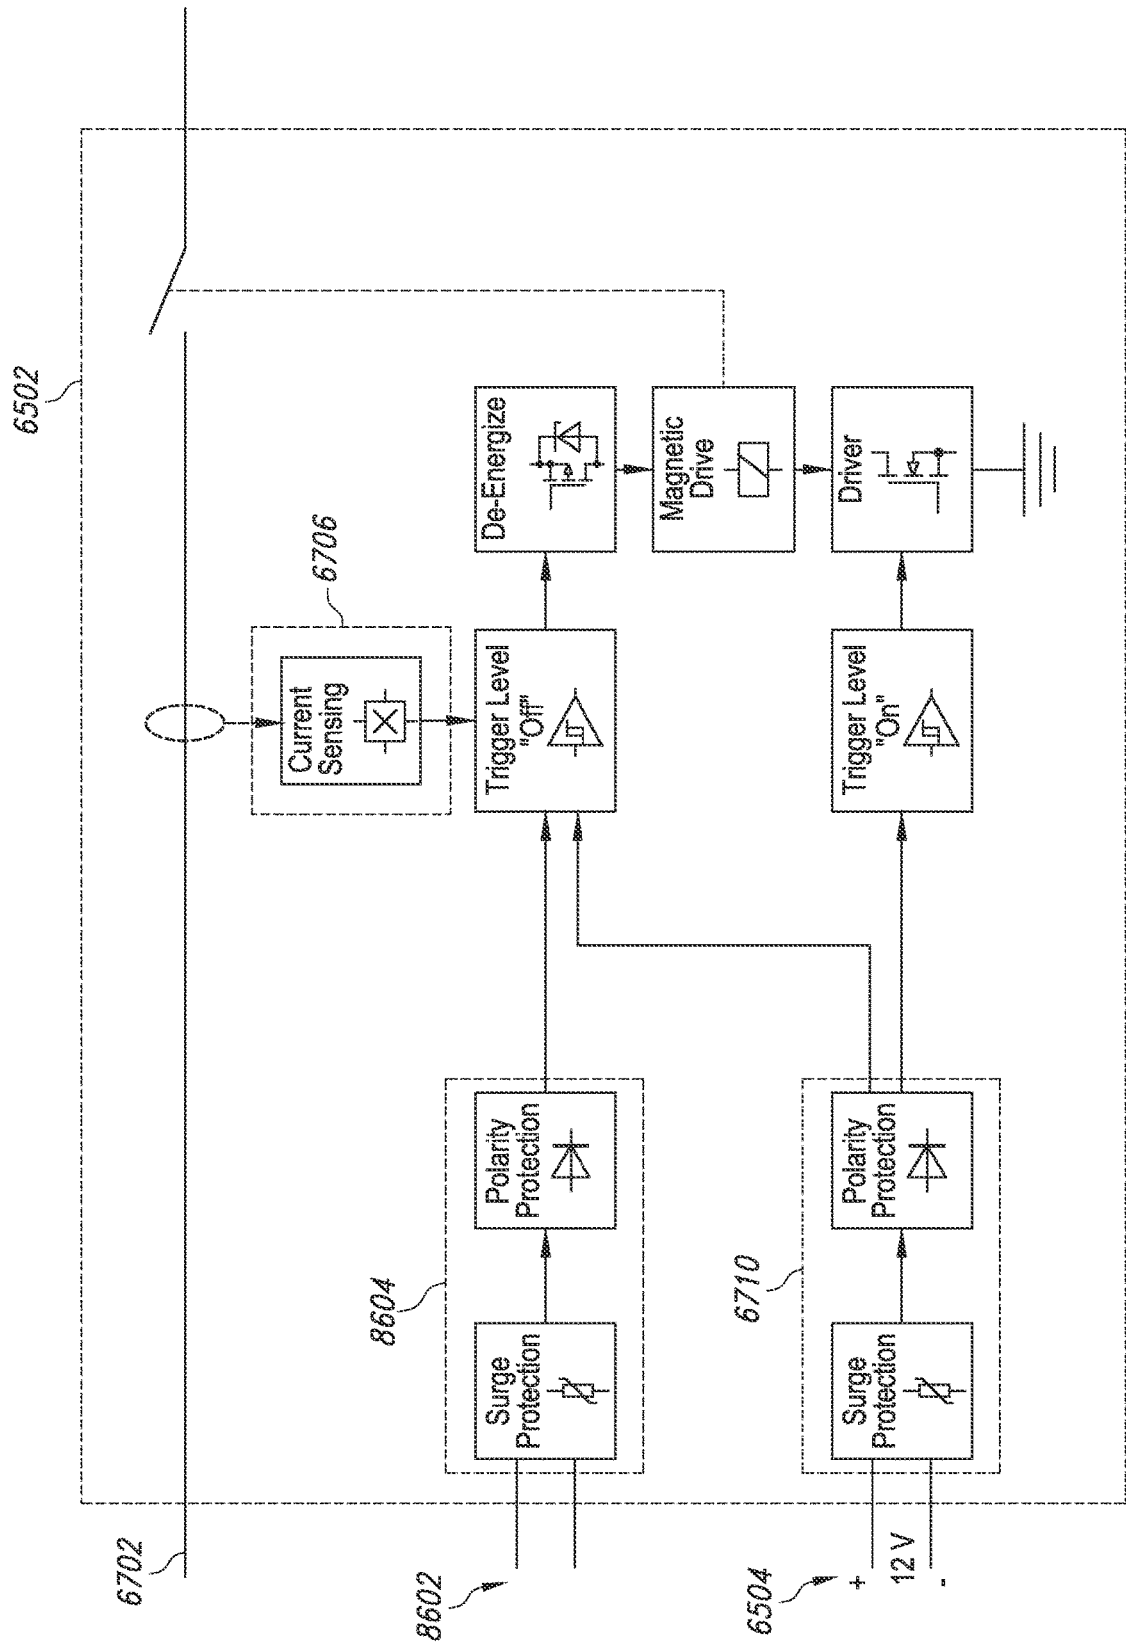 6502
6702
6706
Current
Sensing
De-Energize
Magnetic
Drive
Driver
Trigger Level
"Off"
Trigger Level
"On"
8604
Surge
Protection
Polarity
Protection
6710
Surge
Protection
Polarity
Protection
8602
6504
+
12 V
-